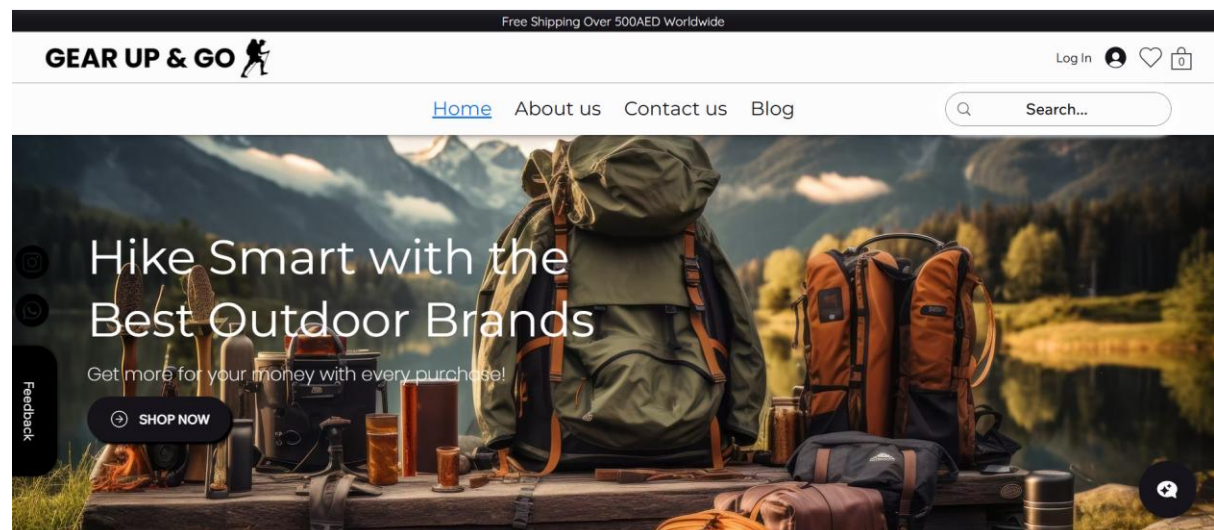 Free Shipping Over 500AED Worldwide
GEAR UP & GO
Log In
0
Home About us Contact us Blog
Search...
Hike Smart with the
Best Outdoor Brands
Get more for your money with every purchase!
SHOP NOW
Feedback